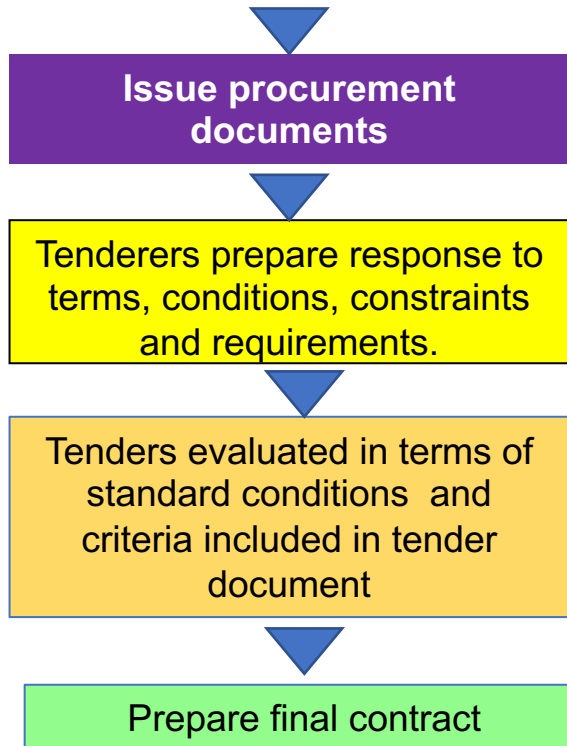 Issue procurement
documents
Tenderers prepare response to
terms, conditions, constraints
and requirements.
Tenders evaluated in terms of
standard conditions  and
criteria included in tender
document
Prepare final contract